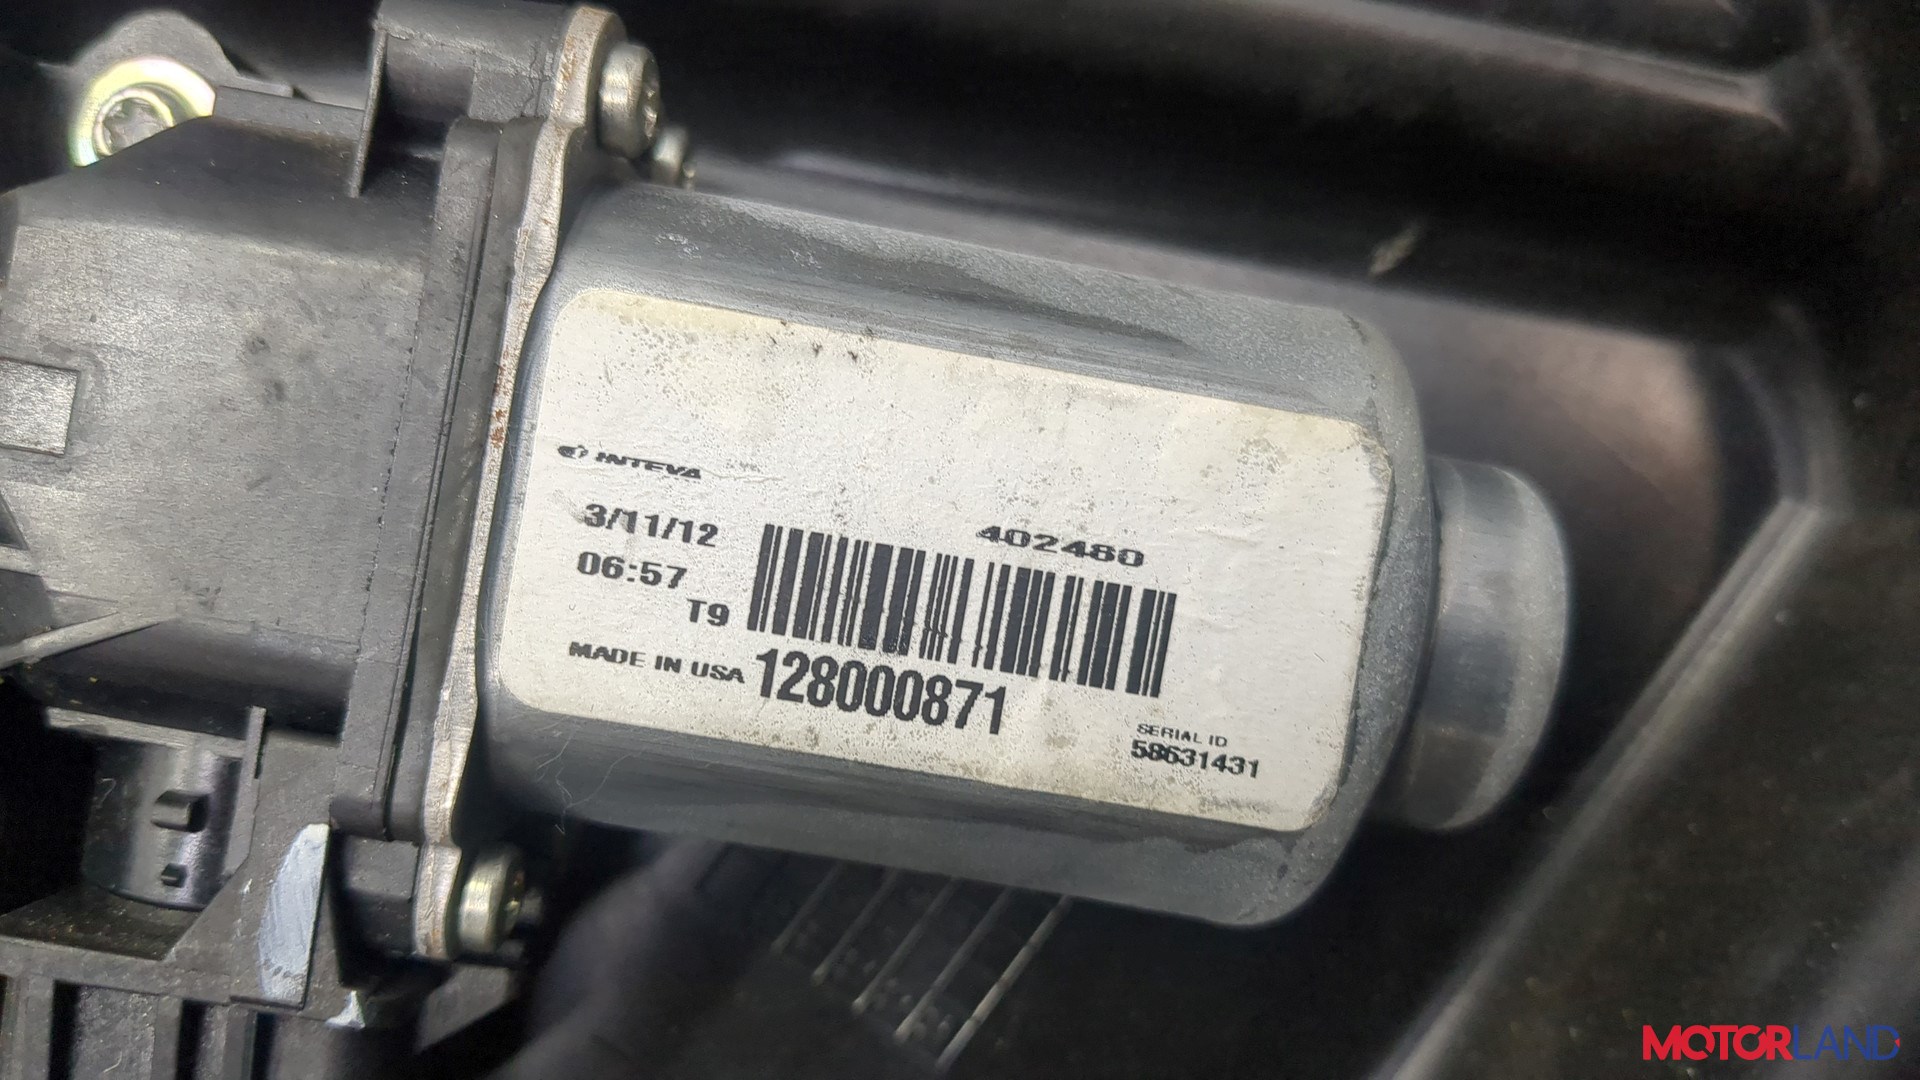 INTEVA
3/11/12
402480
06:57
T9
MADE IN USA
128000871
SERIAL ID
58631431
MOTORLAND